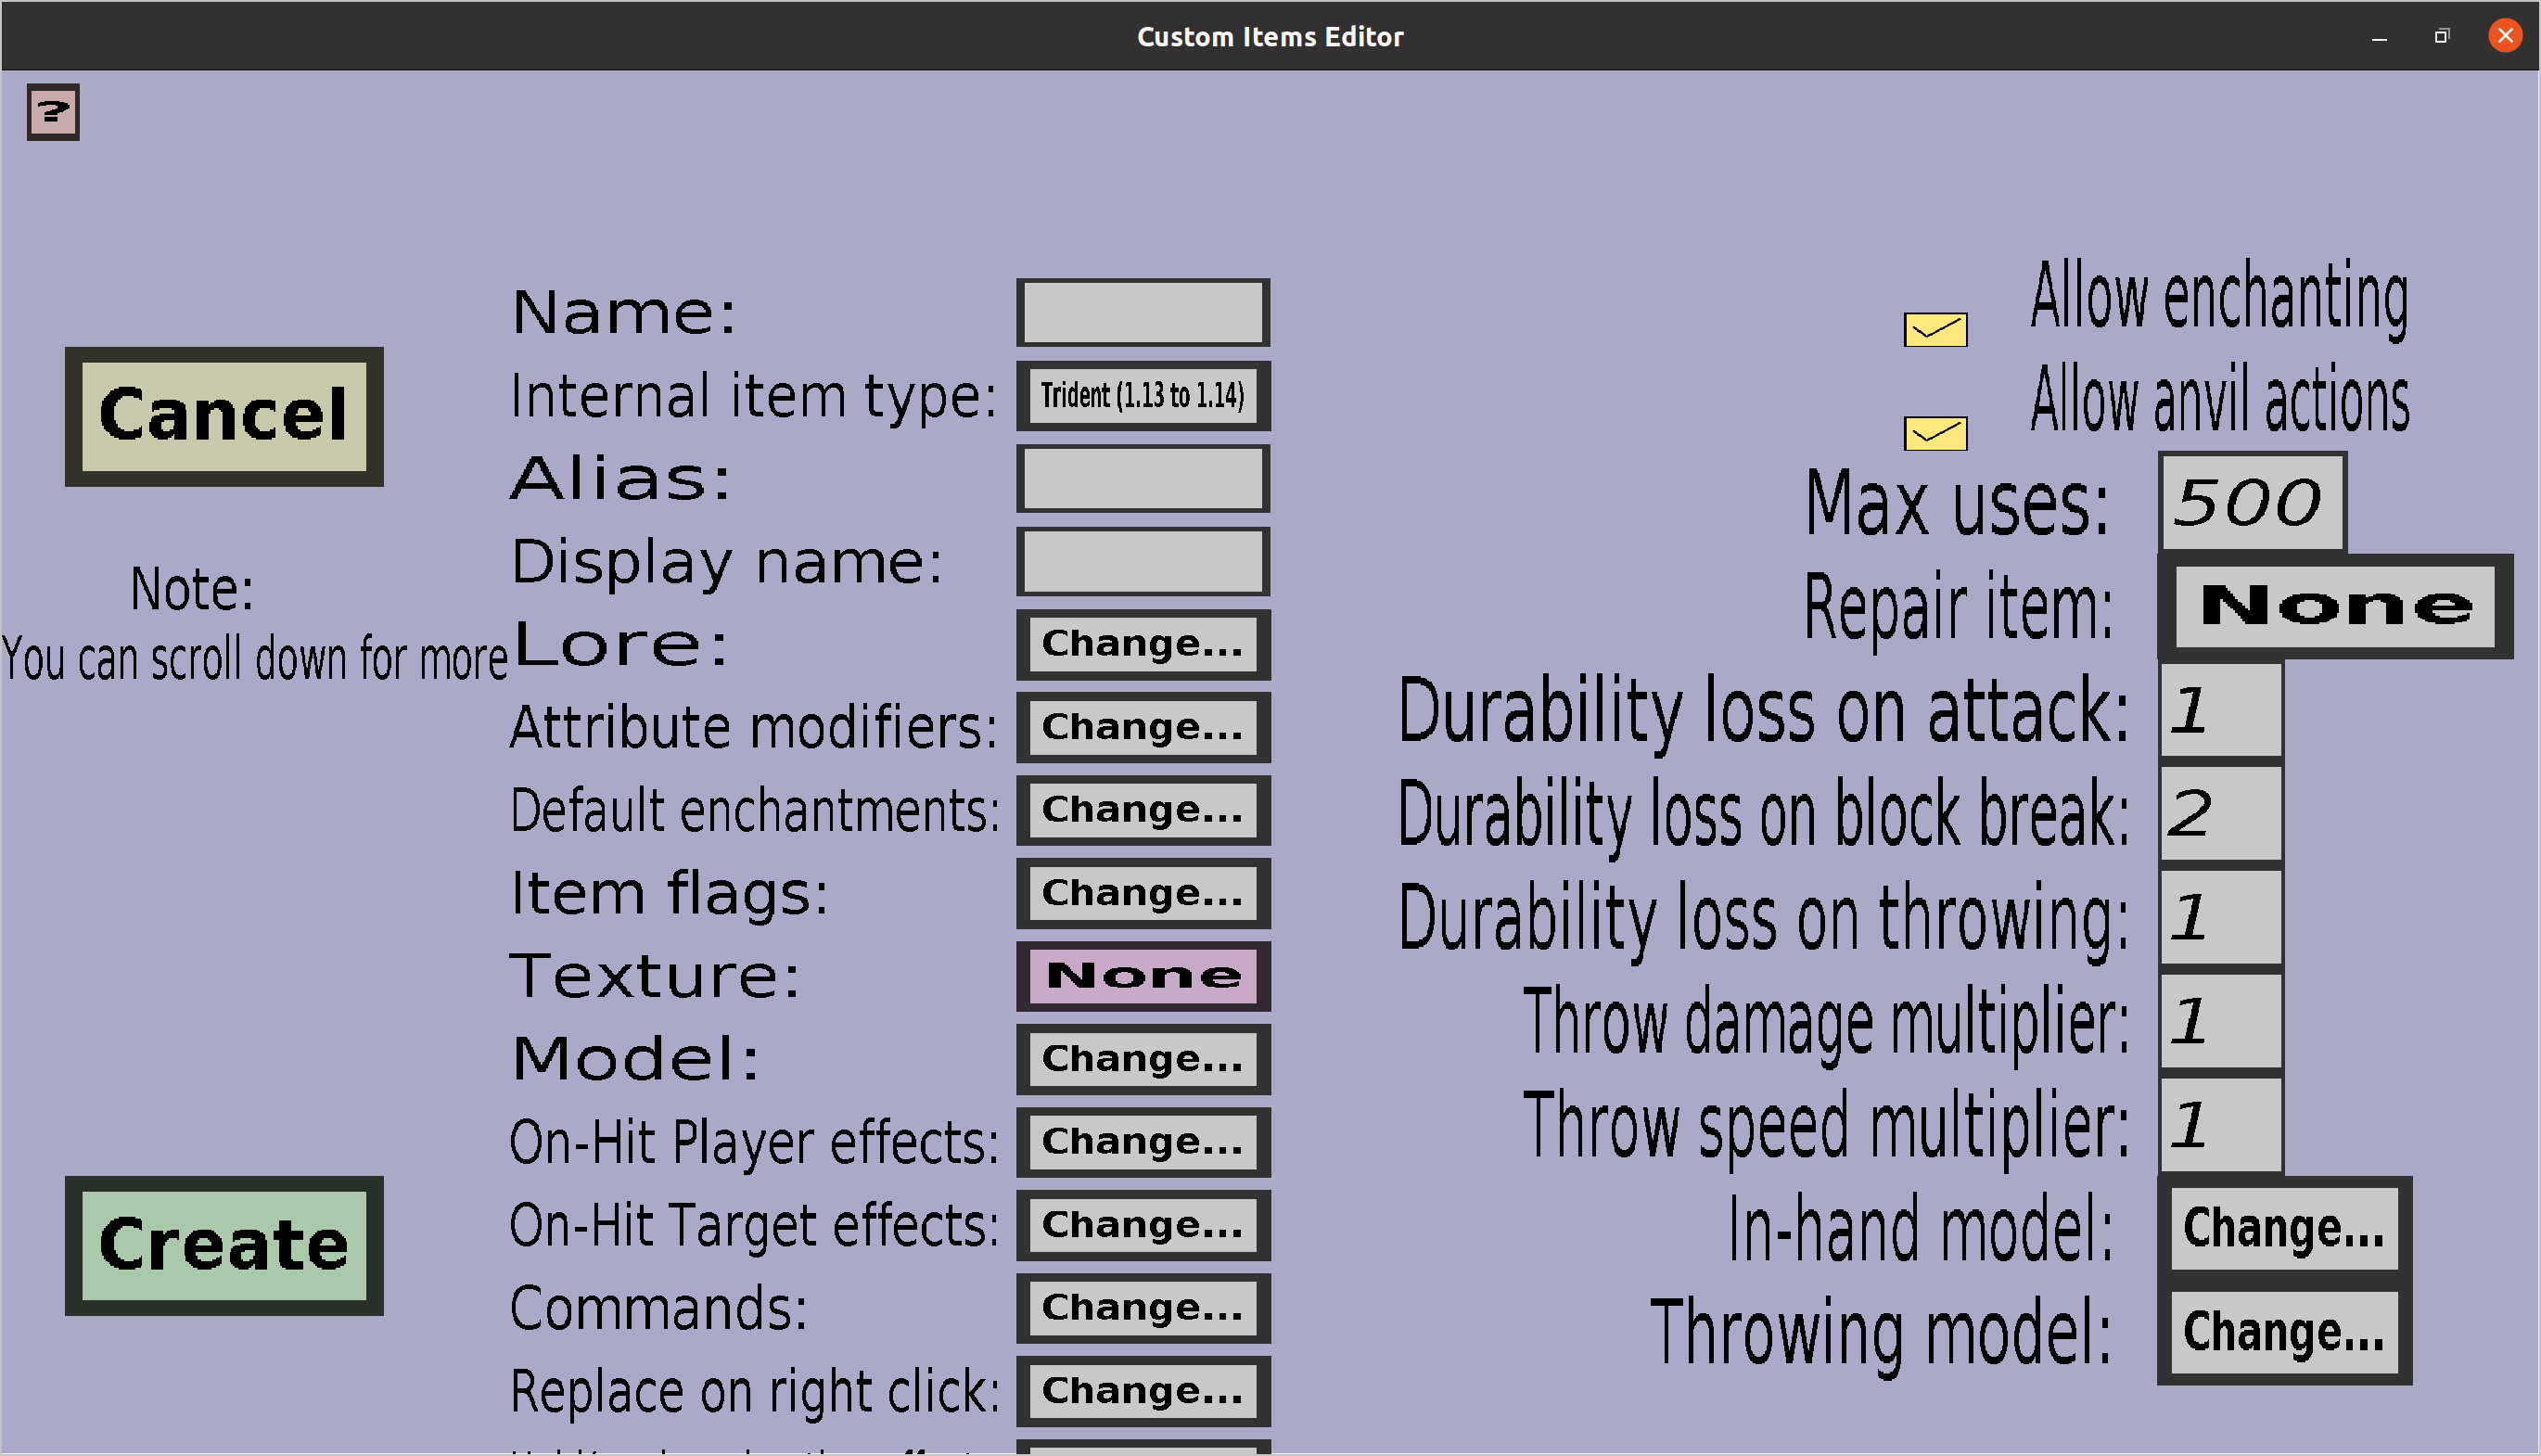 Custom Items Editor
?
Cancel
Note:
You can scroll down for more
Create
Name:
Internal item type: Trident (1.13 to 1.14)
Alias:
Display name:
Lore: Change...
Attribute modifiers: Change...
Default enchantments: Change...
Item flags: Change...
Texture: None
Model: Change...
On-Hit Player effects: Change...
On-Hit Target effects: Change...
Commands: Change...
Replace on right click: Change...
Allow enchanting
Allow anvil actions
Max uses: 500
Repair item: None
Durability loss on attack: 1
Durability loss on block break: 2
Durability loss on throwing: 1
Throw damage multiplier: 1
Throw speed multiplier: 1
In-hand model: Change...
Throwing model: Change...